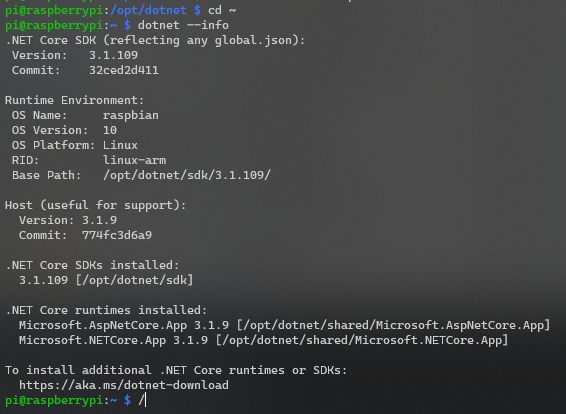 pi@raspberrypi:/opt/dotnet $ cd ~
pi@raspberrypi:~ $ dotnet --info
.NET Core SDK (reflecting any global.json):
 Version:   3.1.109
 Commit:    32ced2d411

Runtime Environment:
 OS Name:     raspbian
 OS Version:  10
 OS Platform: Linux
 RID:         linux-arm
 Base Path:   /opt/dotnet/sdk/3.1.109/

Host (useful for support):
  Version: 3.1.9
  Commit:  774fc3d6a9

.NET Core SDKs installed:
  3.1.109 [/opt/dotnet/sdk]

.NET Core runtimes installed:
  Microsoft.AspNetCore.App 3.1.9 [/opt/dotnet/shared/Microsoft.AspNetCore.App]
  Microsoft.NETCore.App 3.1.9 [/opt/dotnet/shared/Microsoft.NETCore.App]

To install additional .NET Core runtimes or SDKs:
  https://aka.ms/dotnet-download
pi@raspberrypi:~ $ /